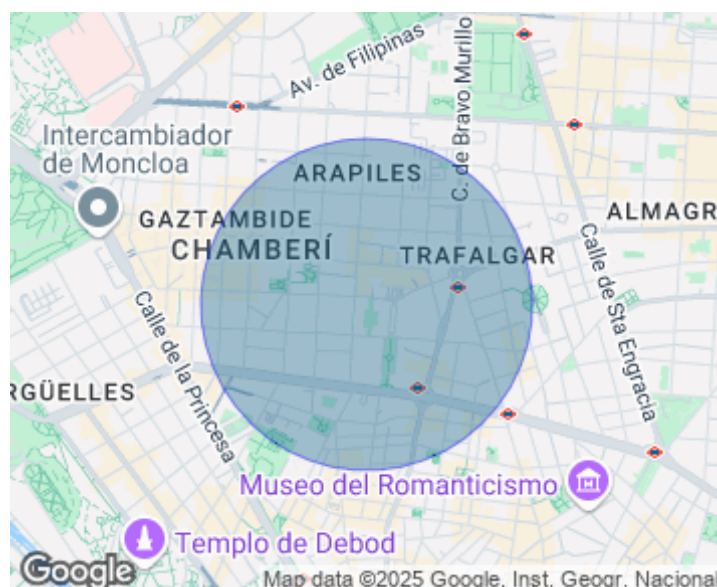 Av. de Filipinas
C. de Bravo Murillo
Intercambiador
de Moncloa
ARAPILES
GAZTAMBIDE
CHAMBERÍ
TRAFALGAR
ALMAGR
Calle de Sta Engracia
Calle de la Princesa
RGÜELLES
Museo del Romanticismo
Templo de Debod
Google
Map data ©2025 Google, Inst. Geogr. Nacional